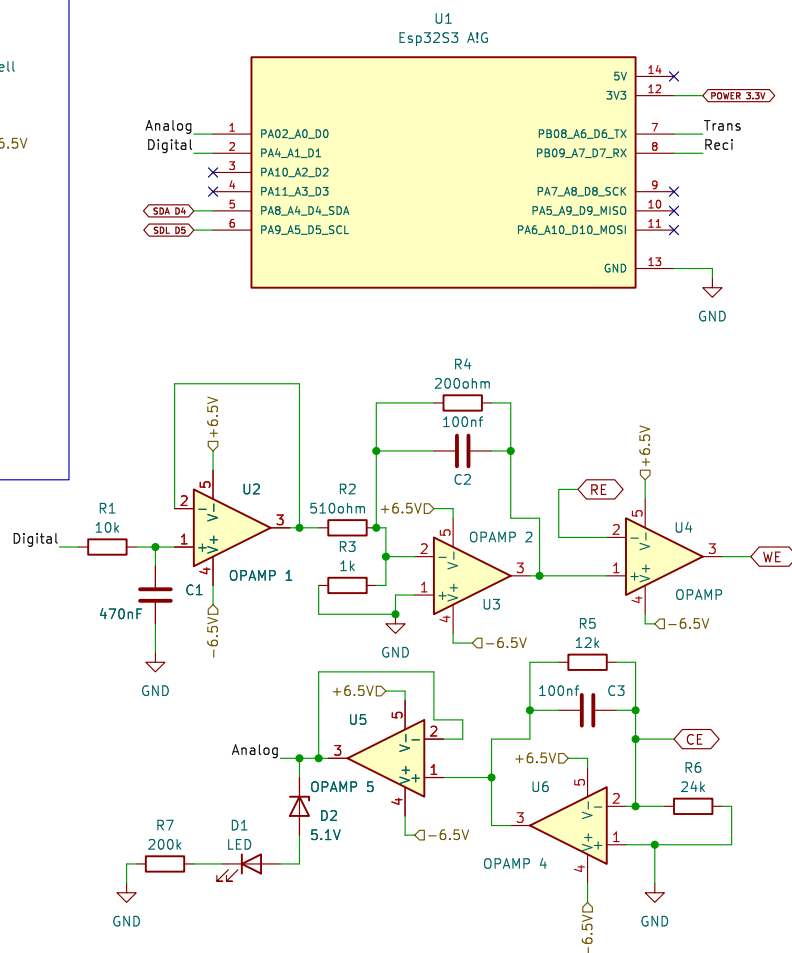 U1
Esp32S3 A!G
ell
6.5V
5V 14
3V3 12 POWER 3.3V
Analog 1 PA02_A0_D0 PB08_A6_D6_TX 7 Trans
Digital 2 PA4_A1_D1 PB09_A7_D7_RX 8 Reci
3 PA10_A2_D2
4 PA11_A3_D3 PA7_A8_D8_SCK 9
SDA D4 5 PA8_A4_D4_SDA PA5_A9_D9_MISO 10
SDL D5 6 PA9_A5_D5_SCL PA6_A10_D10_MOSI 11
GND 13
GND
R4
200ohm
100nf
C2
+6.5V
5
U2
2
−
V-
3
+
V+
1
4
OPAMP 1
-6.5V
R1
10k
Digital
C1
470nF
GND
R2
510ohm
R3
1k
+6.5V
5
OPAMP 2
2
−
V-
3
+
V+
1
4
U3
-6.5V
GND
RE
+6.5V
5
U4
2
−
V-
3
+
V+
1
4
OPAMP
-6.5V
WE
R5
12k
100nf C3
CE
R6
24k
+6.5V
5
U6
2
−
V-
3
+
V+
1
4
OPAMP 4
-6.5V
GND
+6.5V
5
U5
2
−
V-
3
+
V+
1
4
OPAMP 5
-6.5V
Analog
D2
5.1V
R7
200k
D1
LED
GND